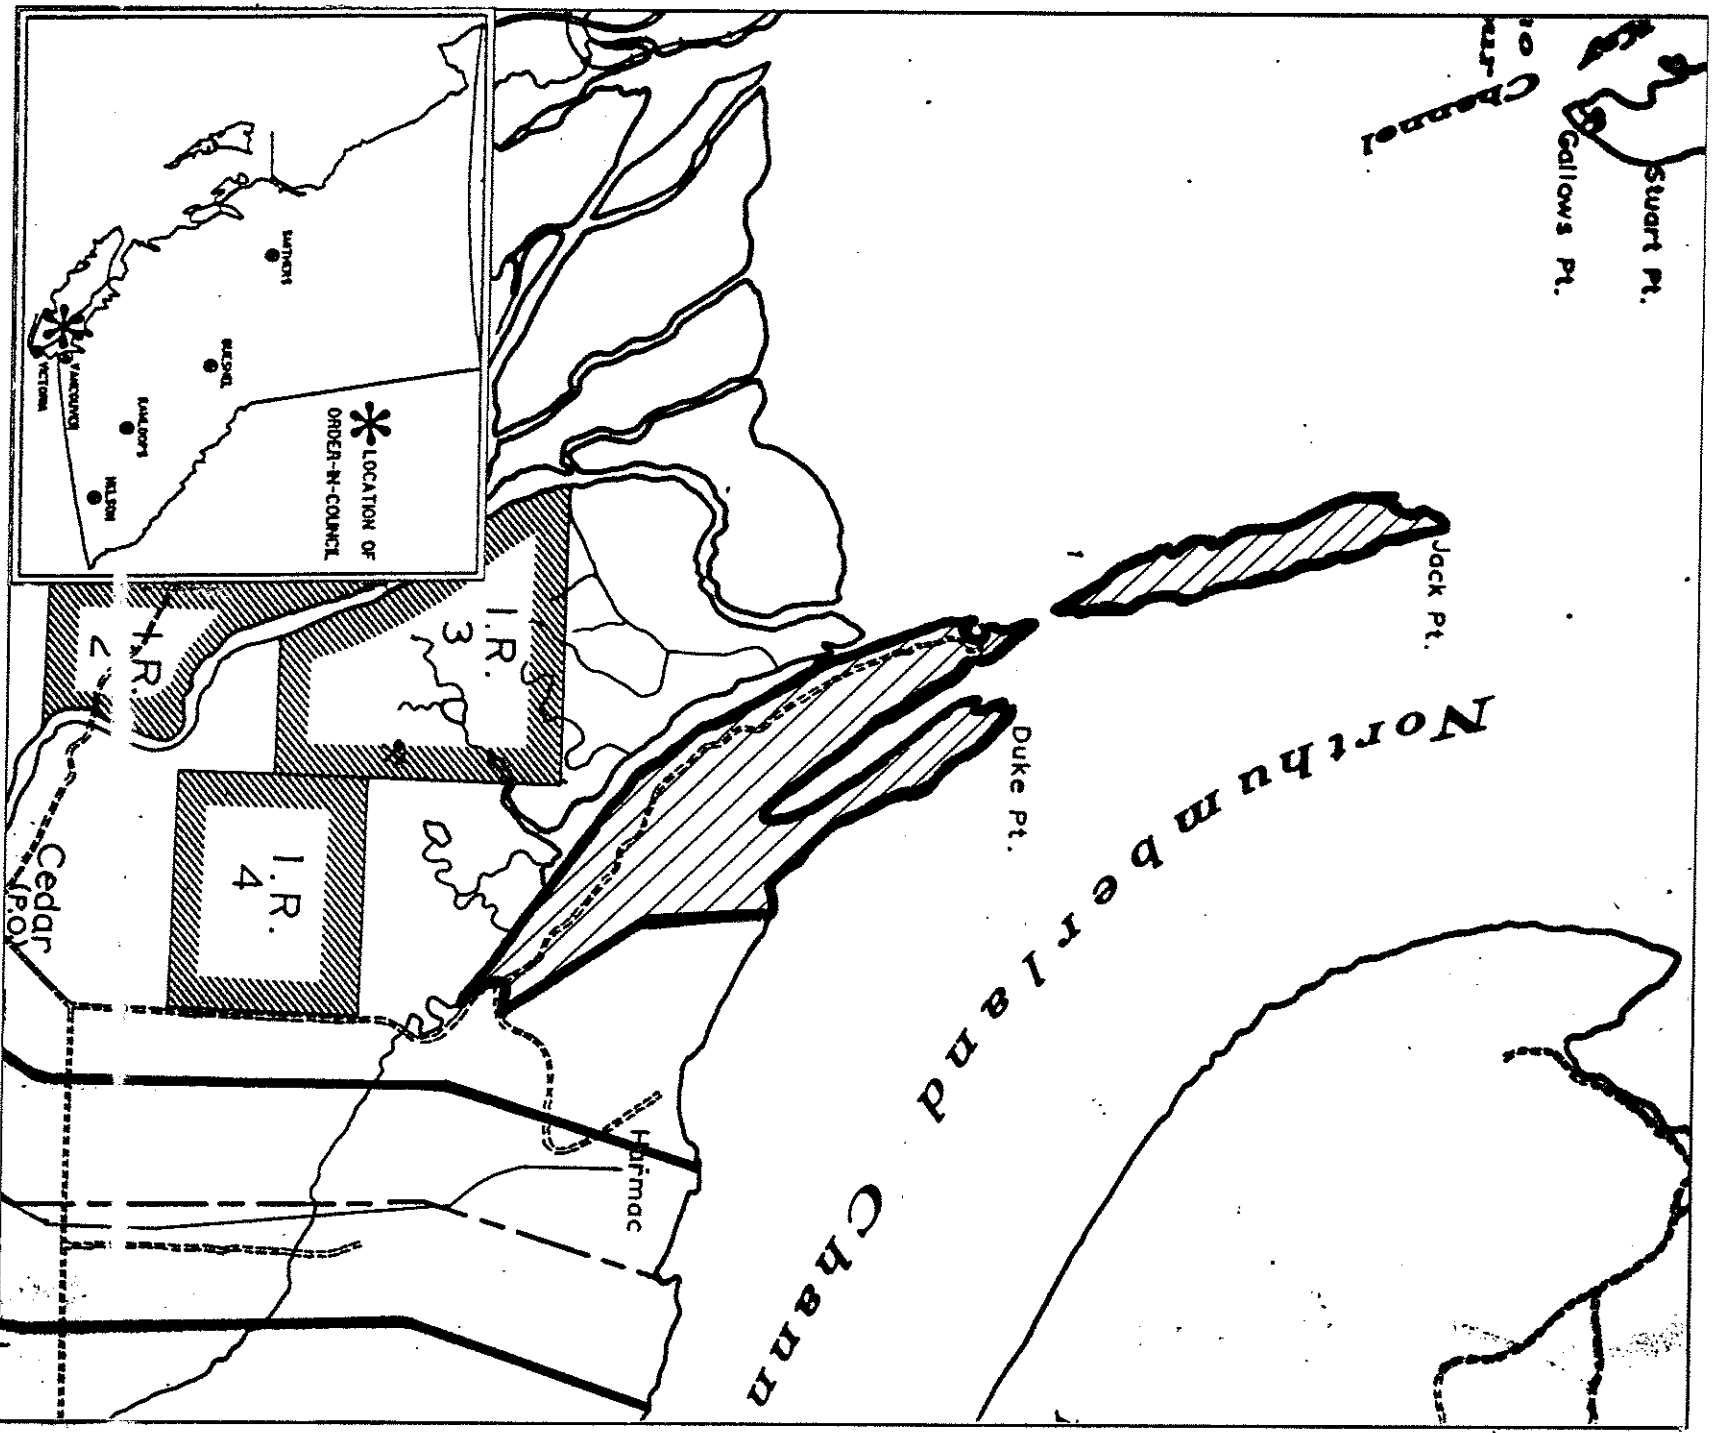 Stuart Pt.
Gallows Pt.
Channel
Jack Pt.
Duke Pt.
Northumberland
Chann
I.R.
3
I.R.
I.R.
4
Cedar
(P.O.)
Harmac
LOCATION OF
ORDER-IN-COUNCIL
SMITHERS
QUESNEL
KAMLOOPS
NELSON
VANCOUVER
VICTORIA